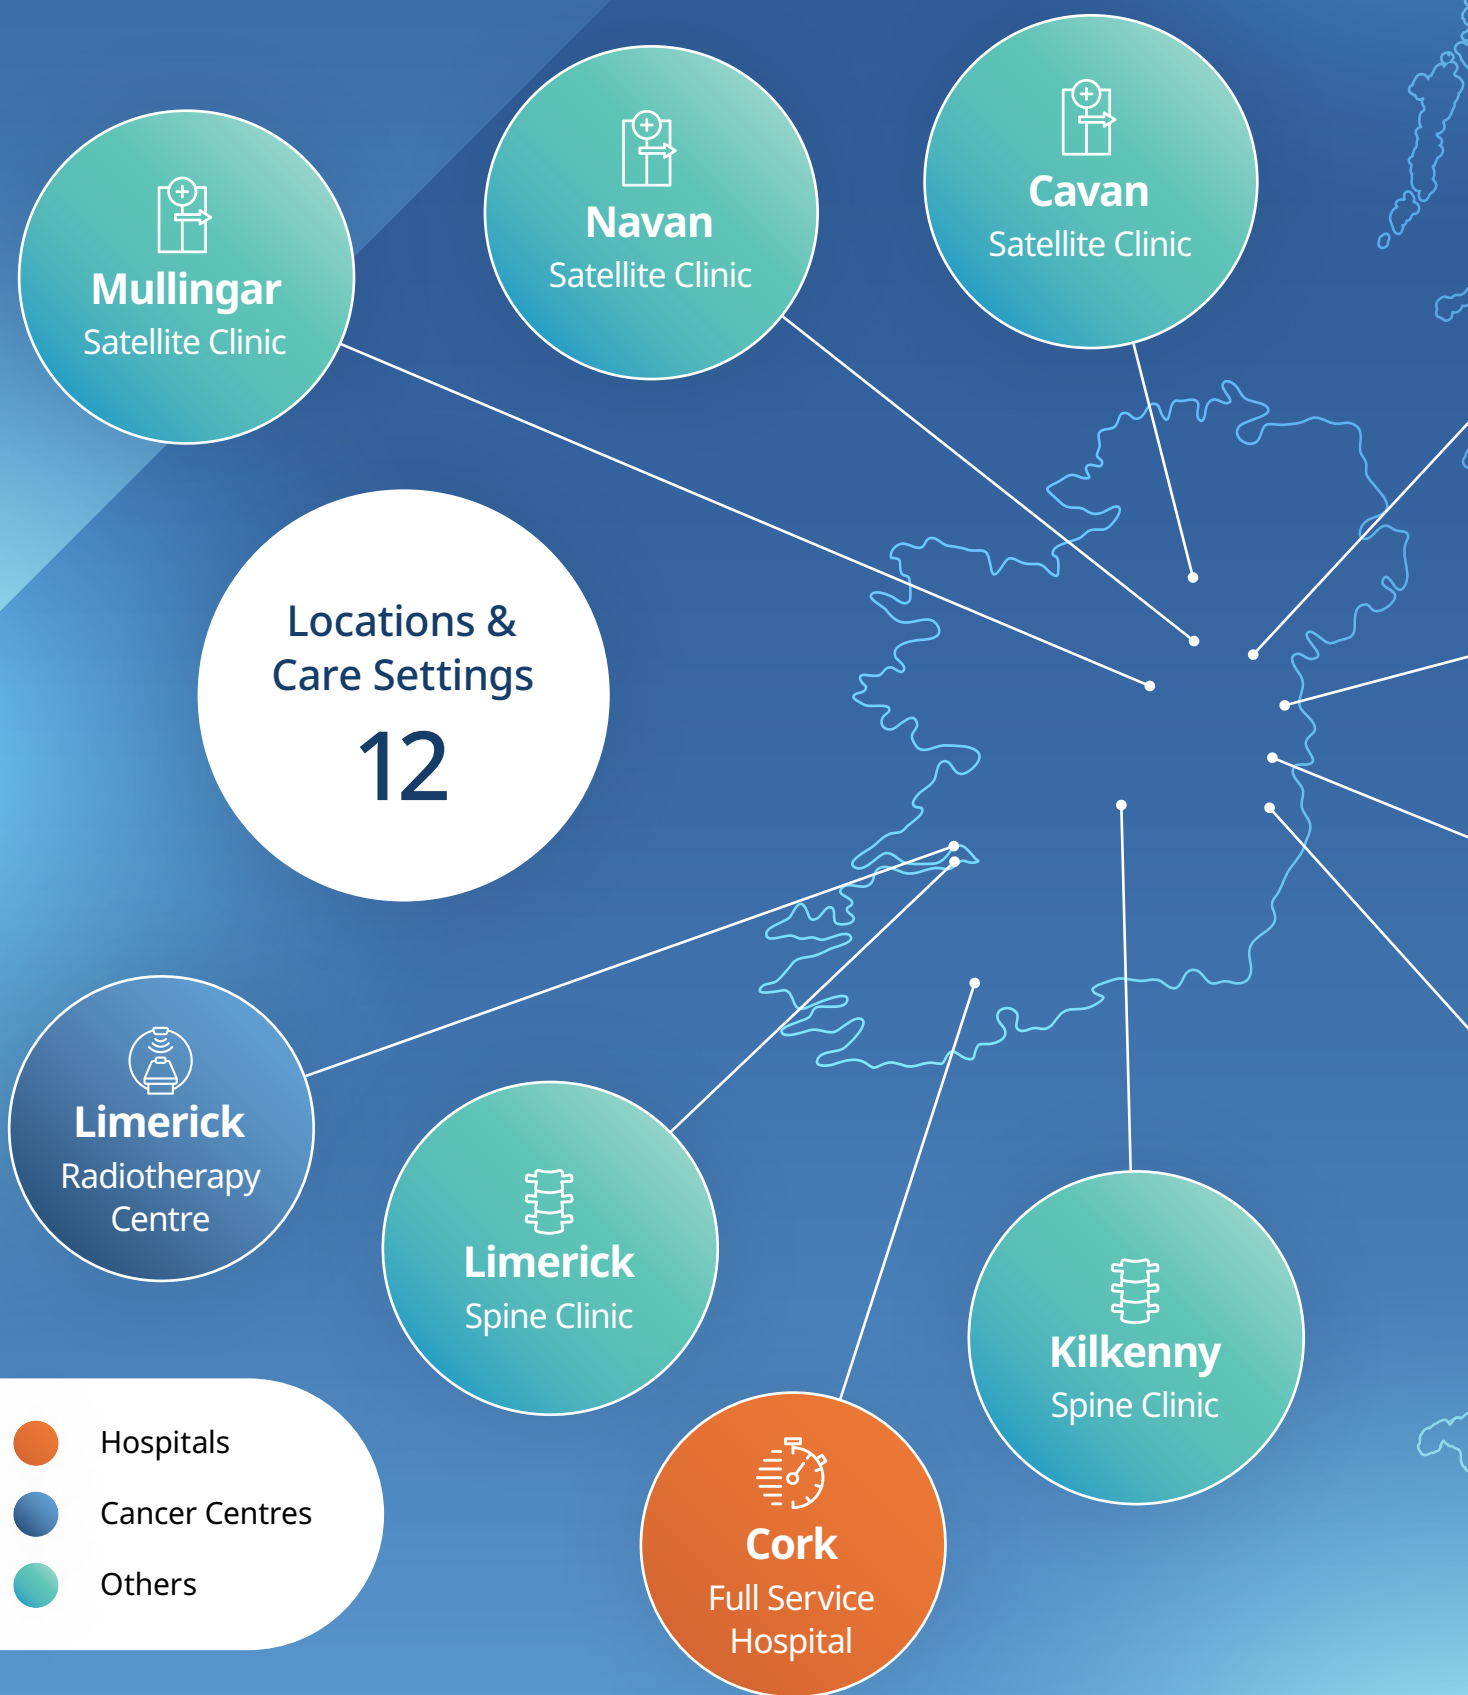 Cavan
Satellite Clinic
Navan
Satellite Clinic
Mullingar
Satellite Clinic
Locations &
Care Settings
12
Limerick
Radiotherapy
Centre
Limerick
Spine Clinic
Kilkenny
Spine Clinic
Cork
Full Service
Hospital
Hospitals
Cancer Centres
Others